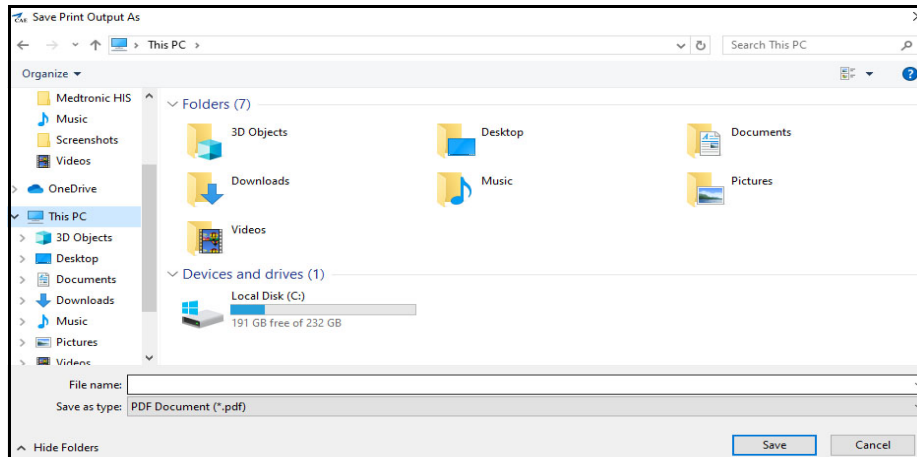 CAE Save Print Output As
This PC
Search This PC
Organize
Medtronic HIS
Music
Screenshots
Videos
OneDrive
This PC
3D Objects
Desktop
Documents
Downloads
Music
Pictures
Videos
Folders (7)
3D Objects
Desktop
Documents
Downloads
Music
Pictures
Videos
Devices and drives (1)
Local Disk (C:)
191 GB free of 232 GB
File name:
Save as type: PDF Document (*.pdf)
Hide Folders
Save
Cancel